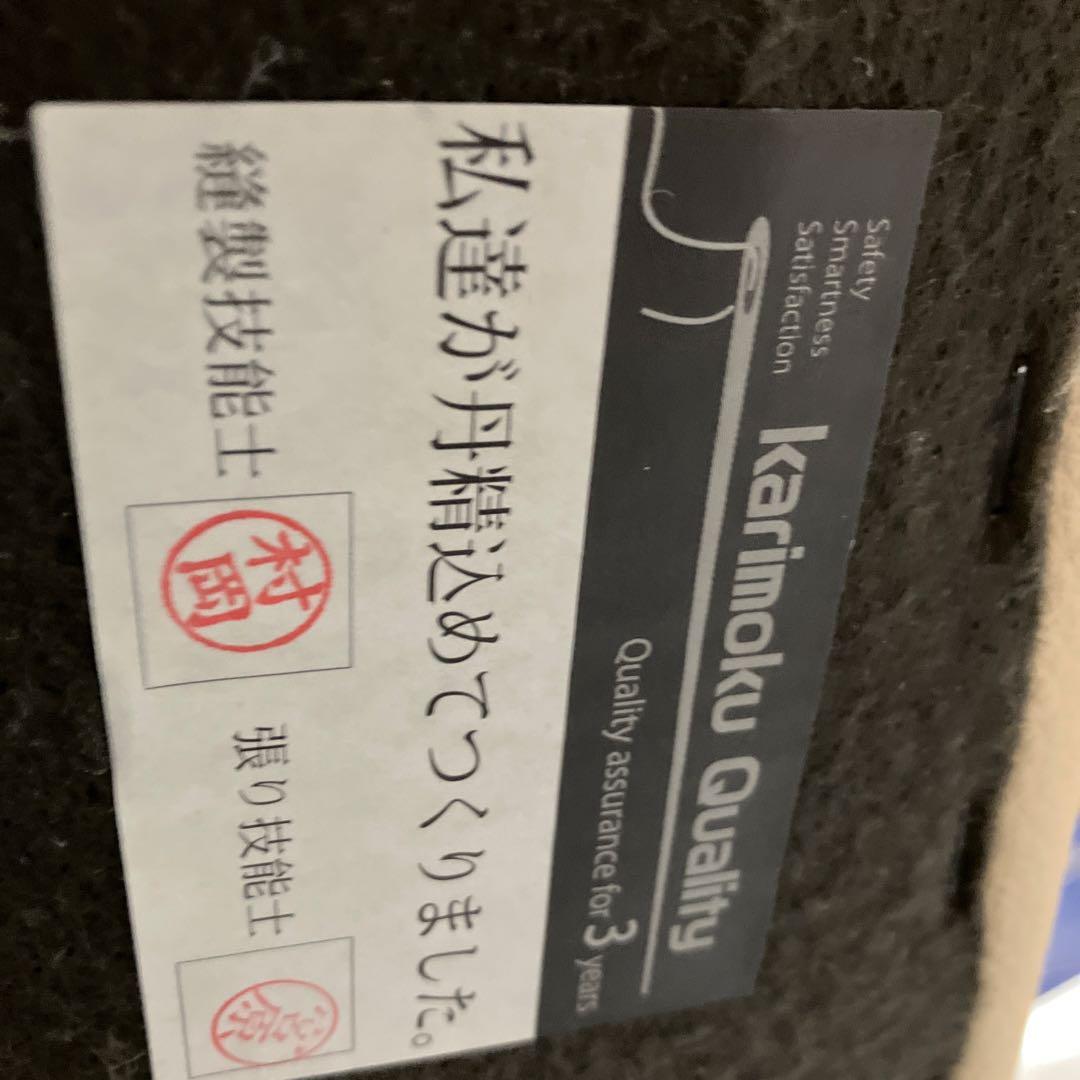 Safety
Smartness
Satisfaction
karimoku Quality
Quality assurance for 3 years
私達が丹精込めてつくりました。
縫製技能士 村岡 張り技能士